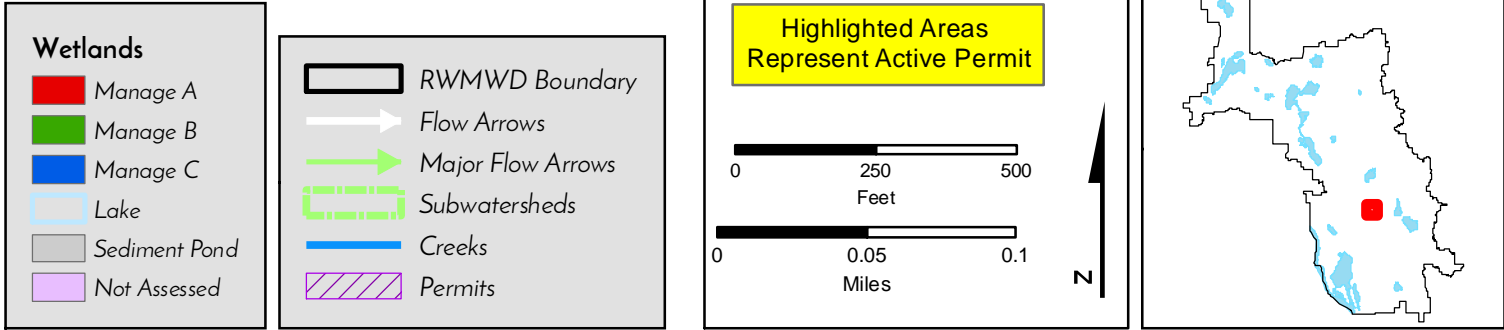 Wetlands
Manage A
Manage B
Manage C
Lake
Sediment Pond
Not Assessed
RWMWD Boundary
Flow Arrows
Major Flow Arrows
Subwatersheds
Creeks
Permits
Highlighted Areas
Represent Active Permit
0 250 500
Feet
0 0.05 0.1
Miles
N